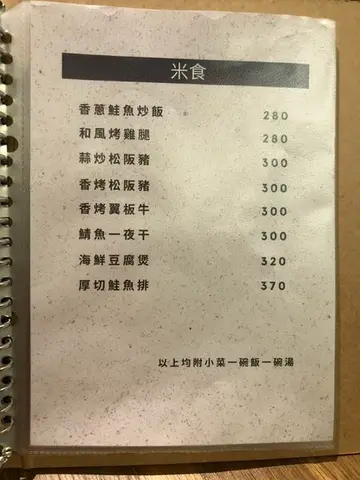 米食
香蔥鮭魚炒飯 280
和風烤雞腿 280
蒜炒松阪豬 300
香烤松阪豬 300
香烤翼板牛 300
鯖魚一夜干 300
海鮮豆腐煲 320
厚切鮭魚排 370
以上均附小菜一碗飯一碗湯